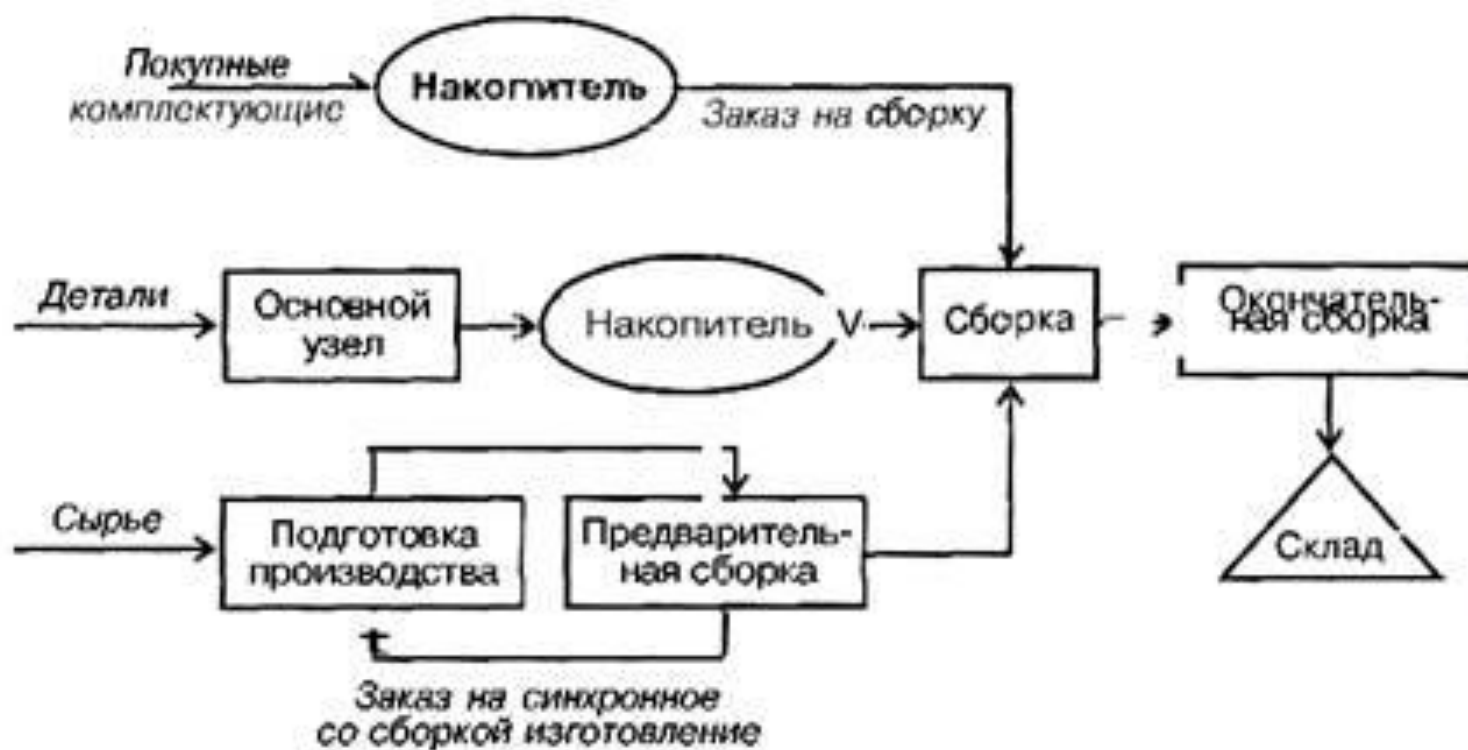 Покупные
комплектующие
Накопитель
Заказ на сборку
Детали
Основной
узел
Накопитель
V
Сборка
Окончатель-
ная сборка
Сырье
Подготовка
производства
Предваритель-
ная сборка
Склад
Заказ на синхронное
со сборкой изготовление